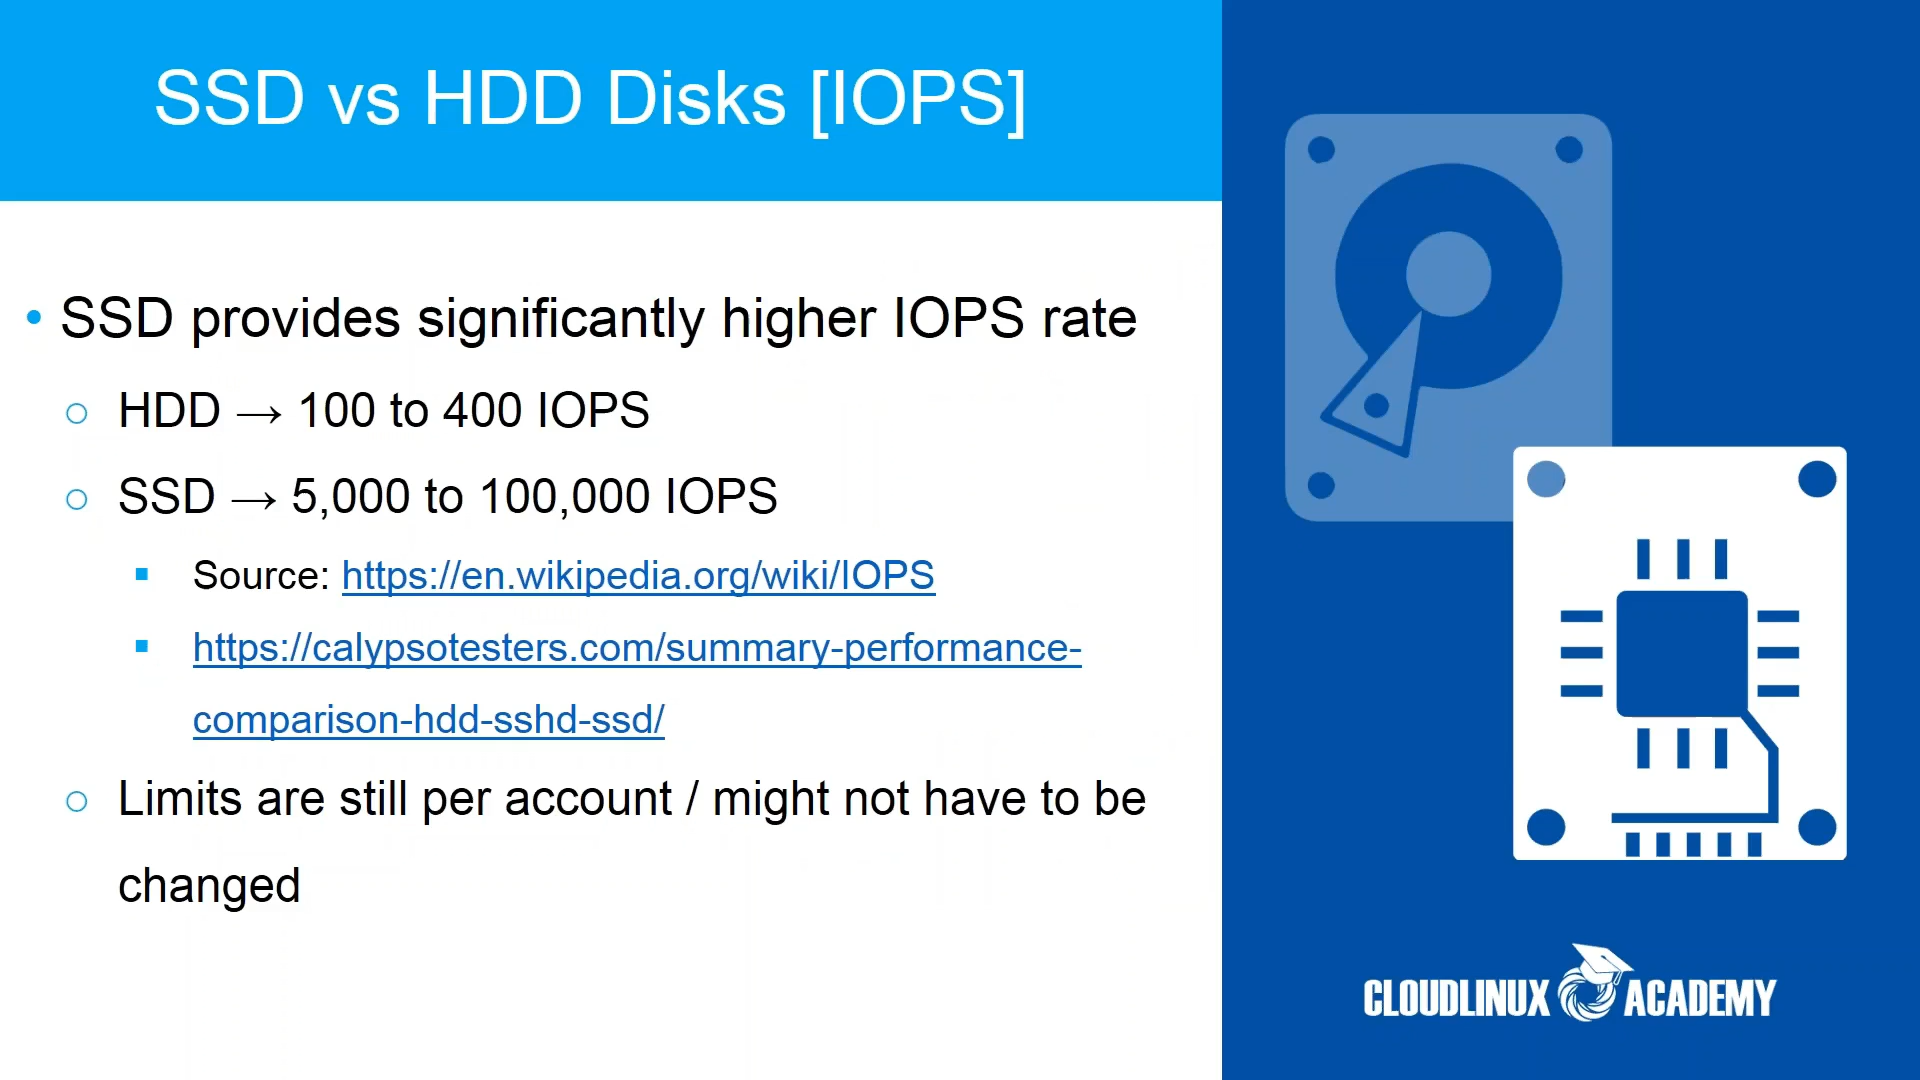 SSD vs HDD Disks [IOPS]
• SSD provides significantly higher IOPS rate
○ HDD → 100 to 400 IOPS
○ SSD → 5,000 to 100,000 IOPS
▪ Source: https://en.wikipedia.org/wiki/IOPS
▪ https://calypsotesters.com/summary-performance-
comparison-hdd-sshd-ssd/
○ Limits are still per account / might not have to be
changed
CLOUDLINUX ACADEMY